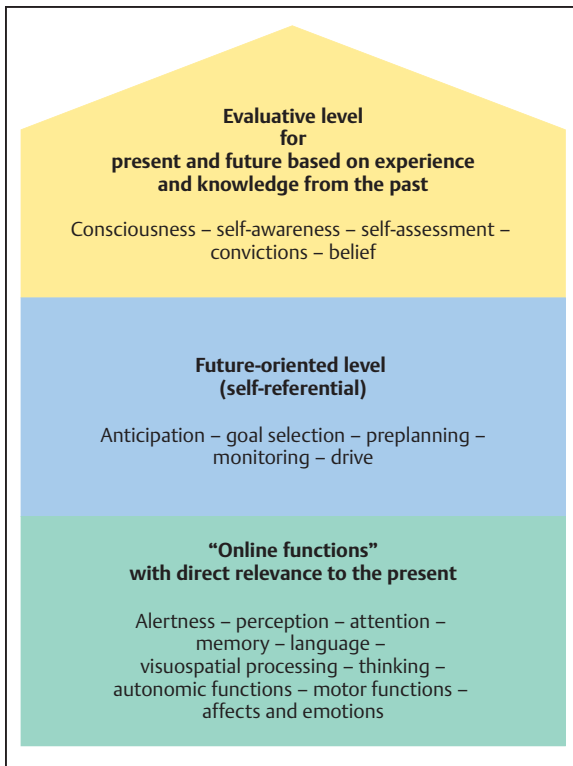 Evaluative level
for
present and future based on experience
and knowledge from the past
Consciousness – self-awareness – self-assessment –
convictions – belief
Future-oriented level
(self-referential)
Anticipation – goal selection – preplanning –
monitoring – drive
“Online functions”
with direct relevance to the present
Alertness – perception – attention –
memory – language –
visuospatial processing – thinking –
autonomic functions – motor functions –
affects and emotions